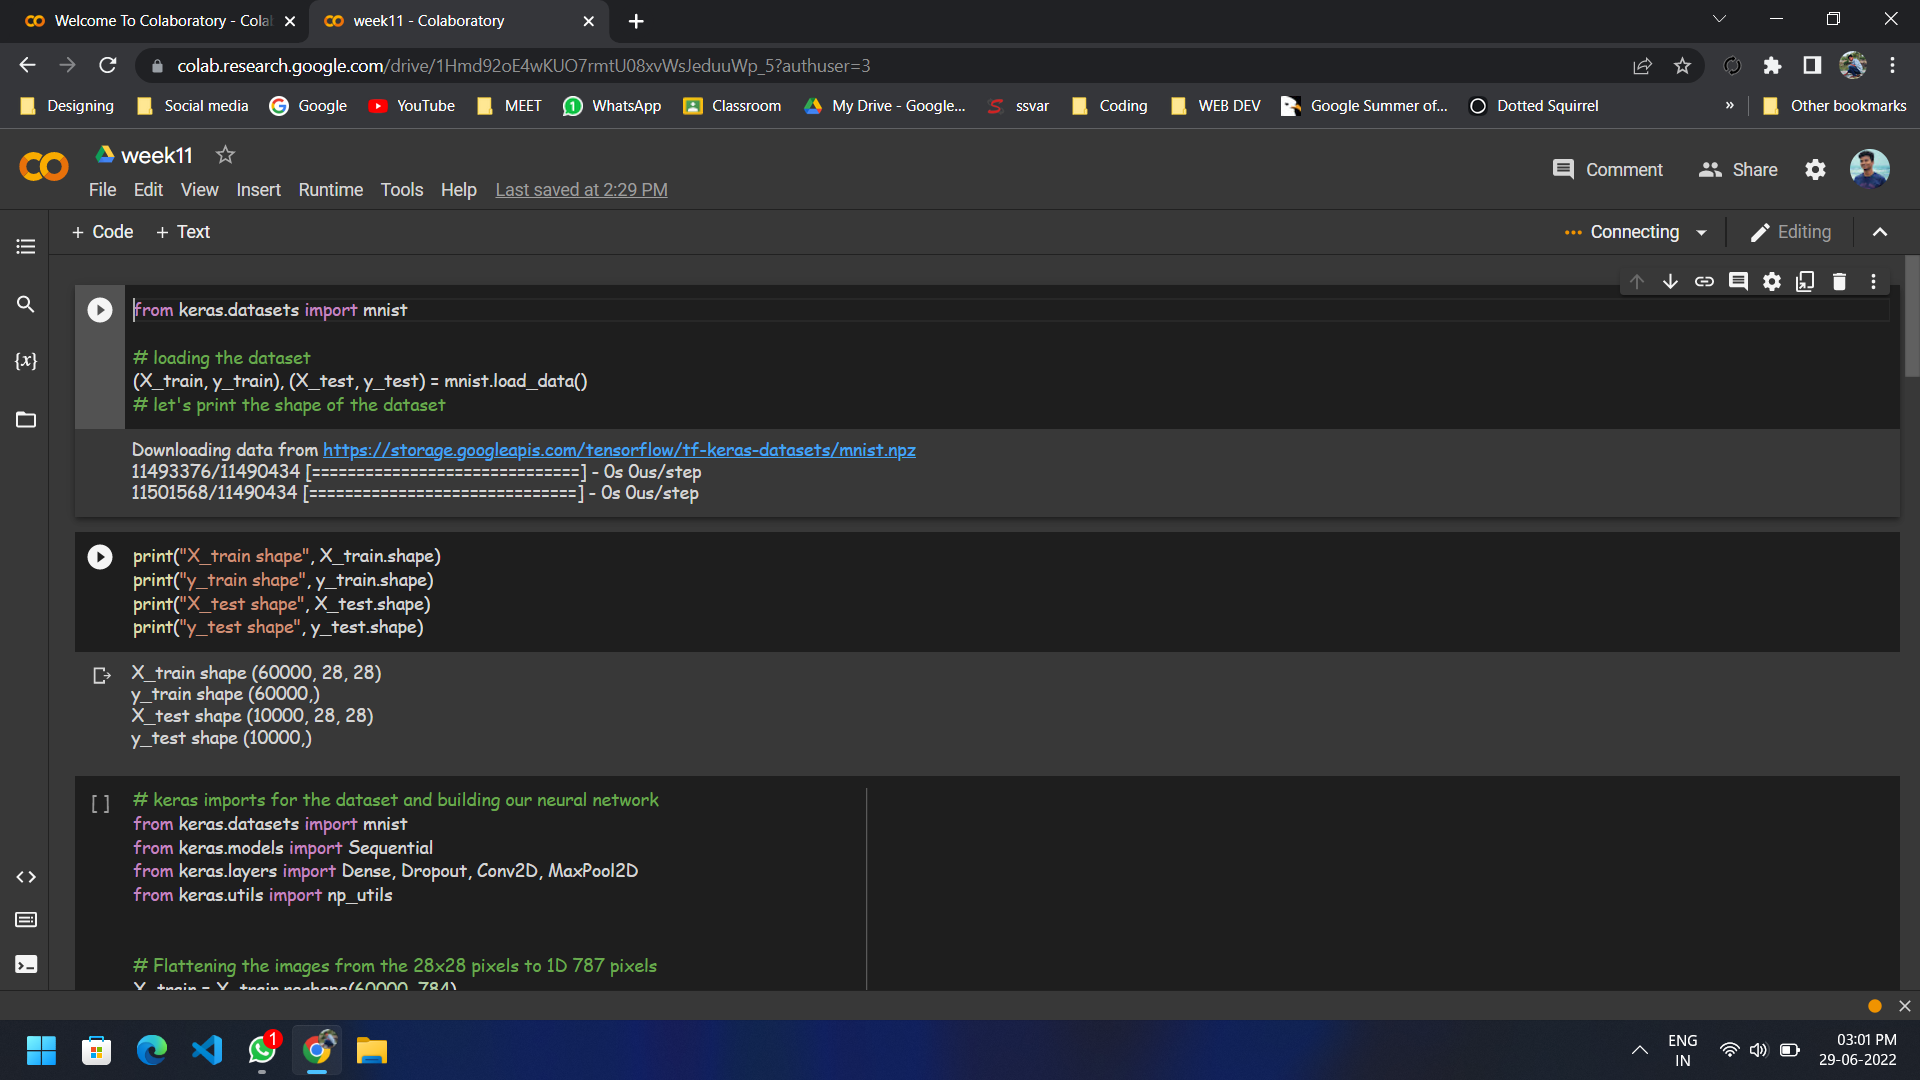 Welcome To Colaboratory - Cola
week11 - Colaboratory
colab.research.google.com/drive/1Hmd92oE4wKUO7rmtU08xvWsJeduuWp_5?authuser=3
Designing Social media Google YouTube MEET WhatsApp Classroom My Drive - Google... ssvar Coding WEB DEV Google Summer of... Dotted Squirrel » Other bookmarks
week11
Comment Share
File Edit View Insert Runtime Tools Help Last saved at 2:29 PM
+ Code + Text
Connecting Editing
from keras.datasets import mnist
# loading the dataset
(X_train, y_train), (X_test, y_test) = mnist.load_data()
# let's print the shape of the dataset
Downloading data from https://storage.googleapis.com/tensorflow/tf-keras-datasets/mnist.npz
11493376/11490434 [==============================] - 0s 0us/step
11501568/11490434 [==============================] - 0s 0us/step
print("X_train shape", X_train.shape)
print("y_train shape", y_train.shape)
print("X_test shape", X_test.shape)
print("y_test shape", y_test.shape)
X_train shape (60000, 28, 28)
y_train shape (60000,)
X_test shape (10000, 28, 28)
y_test shape (10000,)
[ ]
# keras imports for the dataset and building our neural network
from keras.datasets import mnist
from keras.models import Sequential
from keras.layers import Dense, Dropout, Conv2D, MaxPool2D
from keras.utils import np_utils
# Flattening the images from the 28x28 pixels to 1D 787 pixels
X_train = X_train.reshape(60000, 784)
1
ENG
IN
03:01 PM
29-06-2022